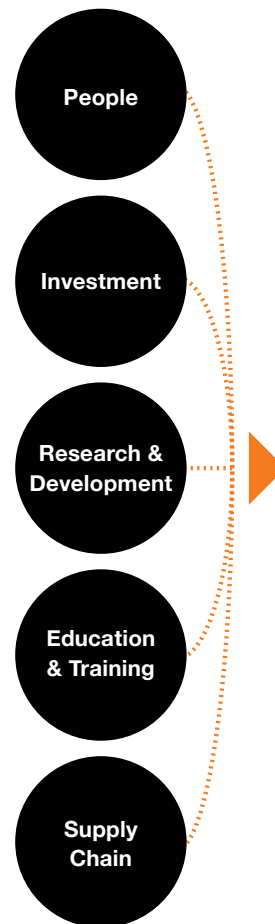 People
Investment
Research &
Development
Education
& Training
Supply
Chain